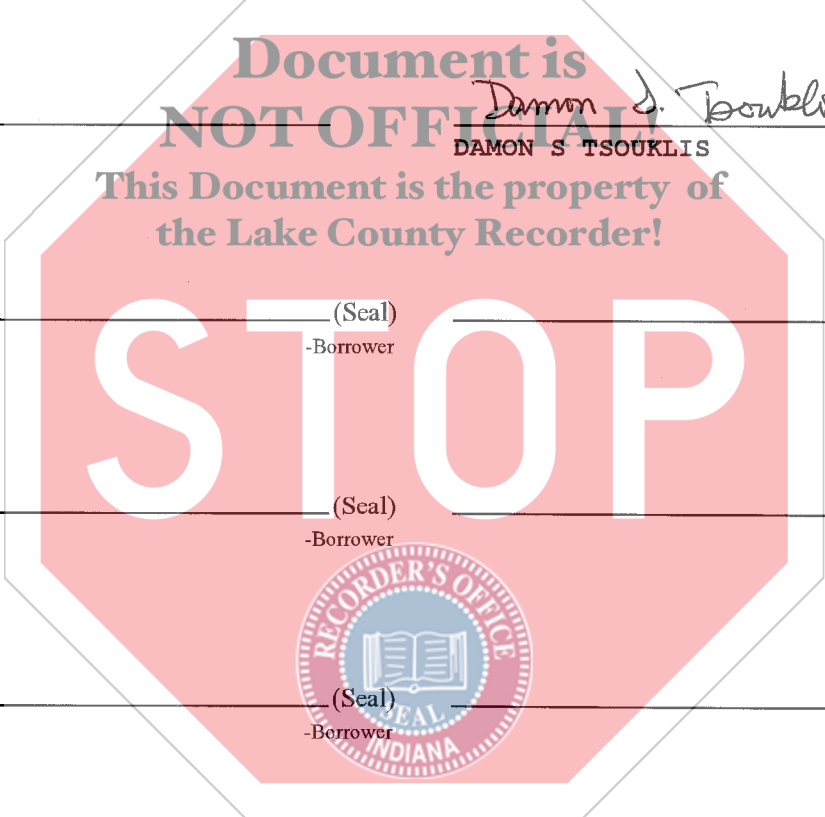 Document is
Damon S. Tsouklis
NOT OFFICIAL!
DAMON S TSOUKLIS
This Document is the property of
the Lake County Recorder!
(Seal)
-Borrower
STOP
(Seal)
-Borrower
RECORDER'S OFFICE
(Seal)
SEAL
-Borrower
INDIANA